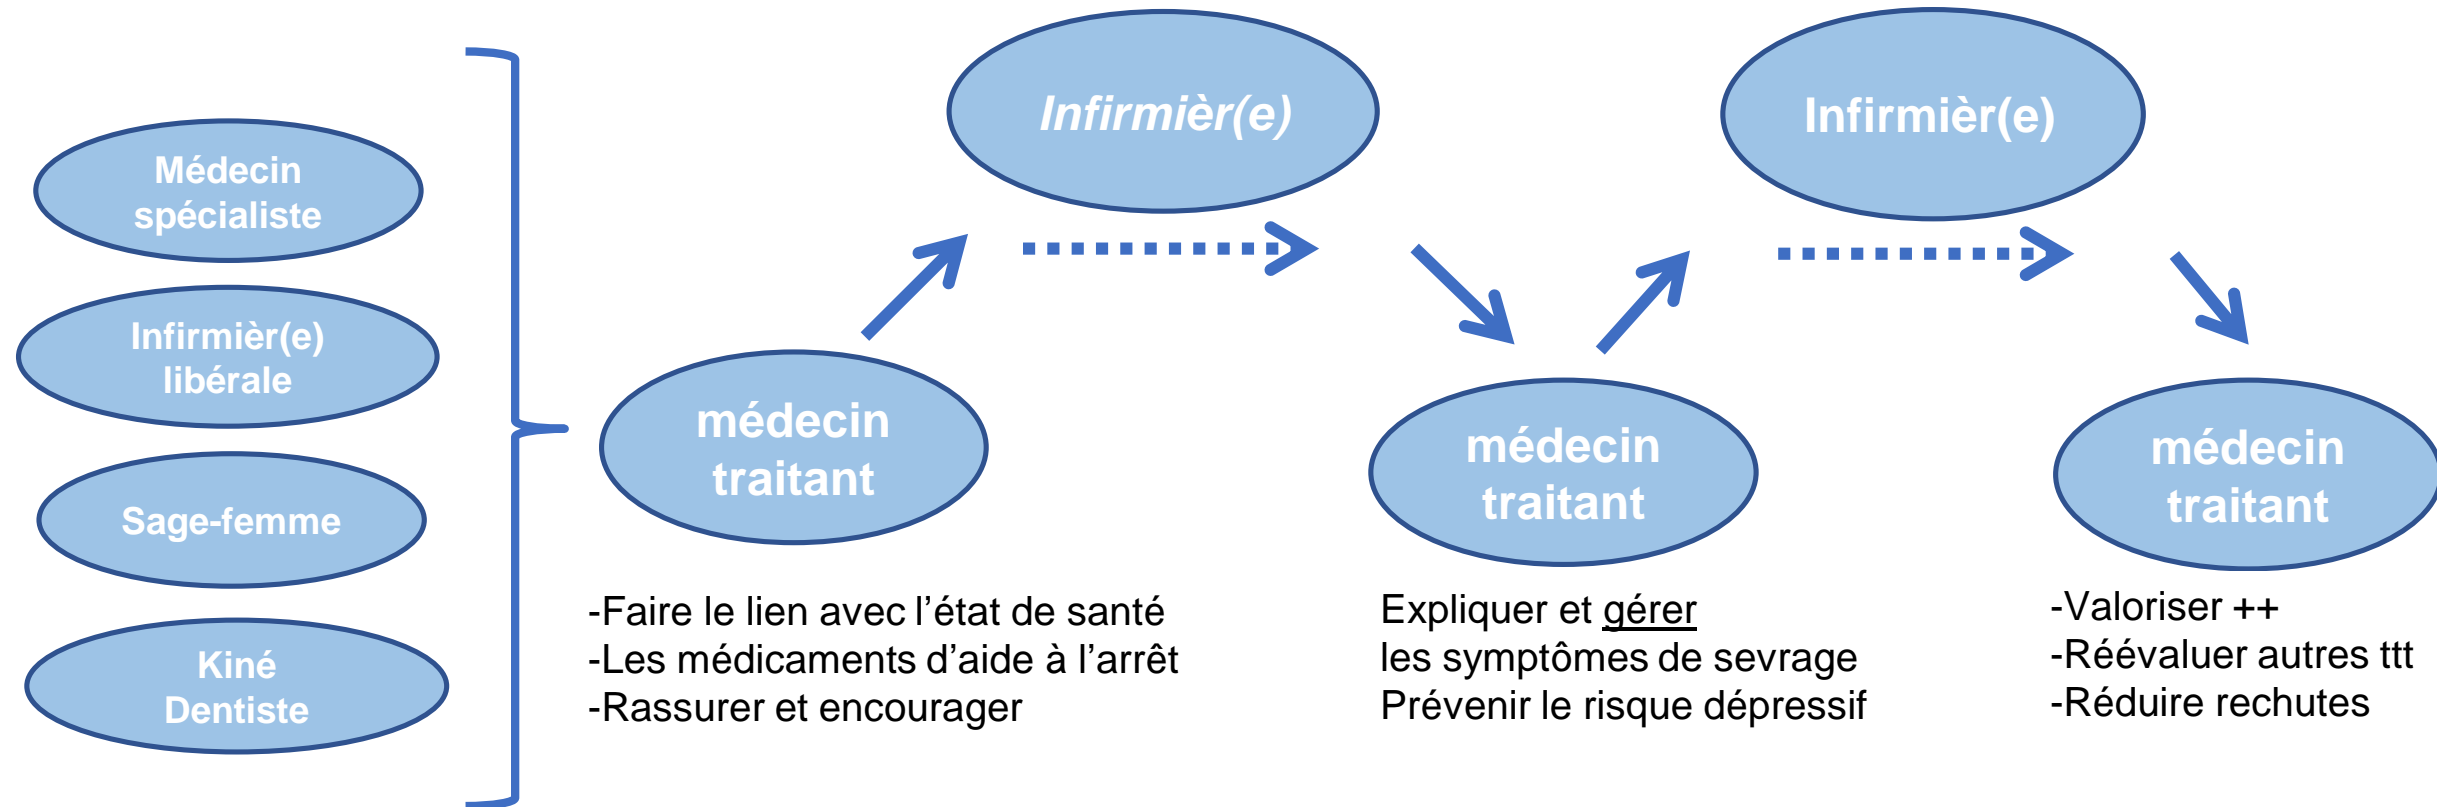 Médecin
spécialiste
Infirmièr(e)
libérale
Sage-femme
Kiné
Dentiste
médecin
traitant
-Faire le lien avec l’état de santé
-Les médicaments d’aide à l’arrêt
-Rassurer et encourager
Infirmièr(e)
médecin
traitant
Expliquer et gérer
les symptômes de sevrage
Prévenir le risque dépressif
Infirmièr(e)
médecin
traitant
-Valoriser ++
-Réévaluer autres ttt
-Réduire rechutes